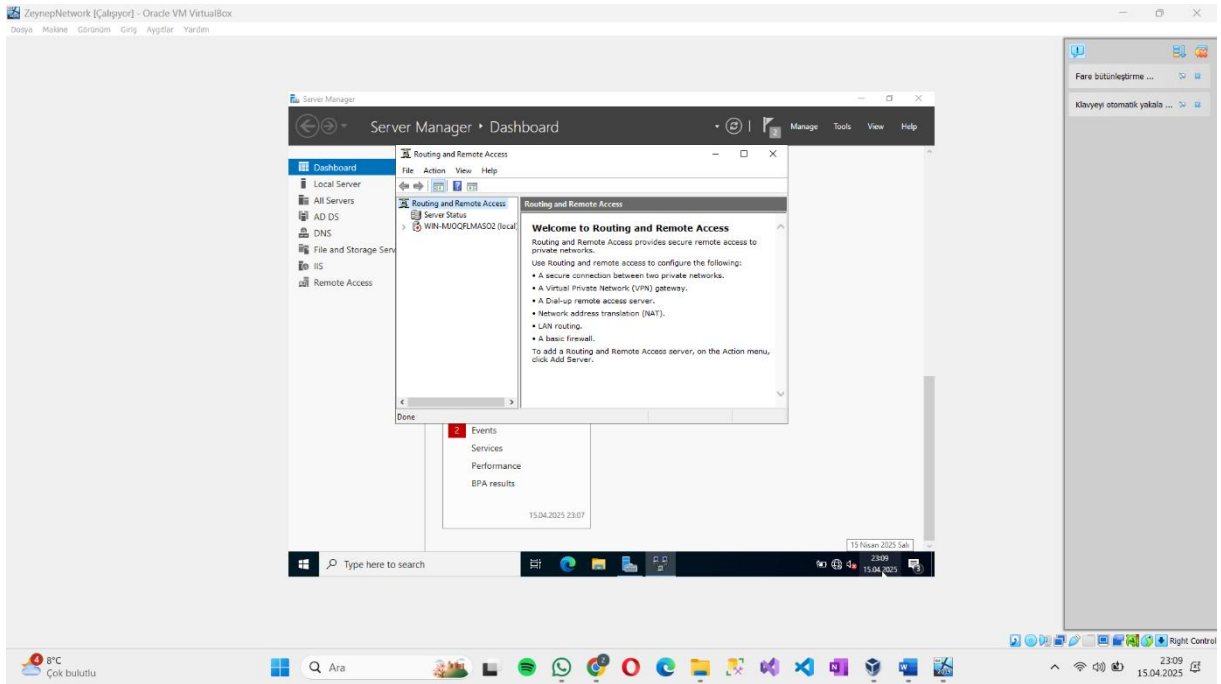 ZeynepNetwork [Çalışıyor] - Oracle VM VirtualBox
Dosya Makine Görünüm Giriş Aygıtlar Yardım
Fare bütünleştirme ...
Klavyeyi otomatik yakala ...
Server Manager
Server Manager • Dashboard
2
Manage Tools View Help
Dashboard
Local Server
All Servers
AD DS
DNS
File and Storage Serv
IIS
Remote Access
Routing and Remote Access
File Action View Help
Routing and Remote Access
Server Status
WIN-MJOQFLMASO2 (local)
Routing and Remote Access
Welcome to Routing and Remote Access
Routing and Remote Access provides secure remote access to
private networks.
Use Routing and remote access to configure the following:
• A secure connection between two private networks.
• A Virtual Private Network (VPN) gateway.
• A Dial-up remote access server.
• Network address translation (NAT).
• LAN routing.
• A basic firewall.
To add a Routing and Remote Access server, on the Action menu,
click Add Server.
Done
2 Events
Services
Performance
BPA results
15.04.2025 23:07
15 Nisan 2025 Salı
Type here to search
23:09
15.04.2025
3
Right Control
4
8°C
Çok bulutlu
Ara
23:09
15.04.2025